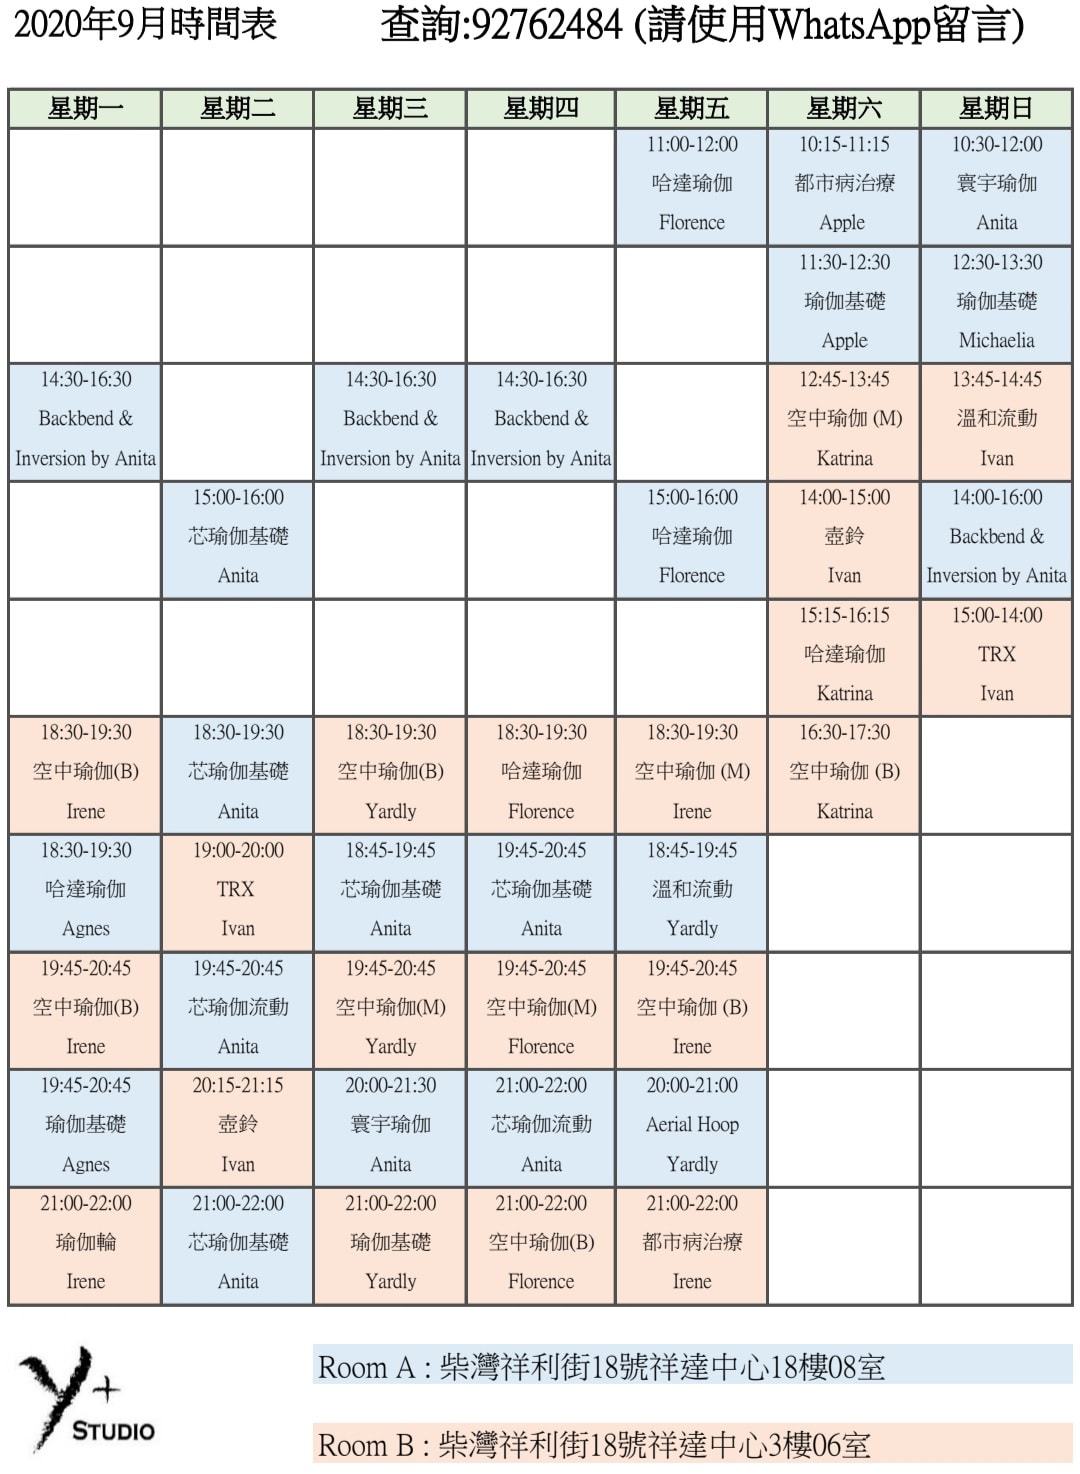 2020年9月時間表 查詢:92762484 (請使用WhatsApp留言)
星期一 星期二 星期三 星期四 星期五 星期六 星期日
11:00-12:00 10:15-11:15 10:30-12:00
哈達瑜伽 都市病治療 寰宇瑜伽
Florence Apple Anita
11:30-12:30 12:30-13:30
瑜伽基礎 瑜伽基礎
Apple Michaelia
14:30-16:30 14:30-16:30 14:30-16:30 12:45-13:45 13:45-14:45
Backbend & Backbend & Backbend & 空中瑜伽 (M) 溫和流動
Inversion by Anita Inversion by Anita Inversion by Anita Katrina Ivan
15:00-16:00 15:00-16:00 14:00-15:00 14:00-16:00
芯瑜伽基礎 哈達瑜伽 壺鈴 Backbend &
Anita Florence Ivan Inversion by Anita
15:15-16:15 15:00-14:00
哈達瑜伽 TRX
Katrina Ivan
18:30-19:30 18:30-19:30 18:30-19:30 18:30-19:30 18:30-19:30 16:30-17:30
空中瑜伽(B) 芯瑜伽基礎 空中瑜伽(B) 哈達瑜伽 空中瑜伽 (M) 空中瑜伽 (B)
Irene Anita Yardly Florence Irene Katrina
18:30-19:30 19:00-20:00 18:45-19:45 19:45-20:45 18:45-19:45
哈達瑜伽 TRX 芯瑜伽基礎 芯瑜伽基礎 溫和流動
Agnes Ivan Anita Anita Yardly
19:45-20:45 19:45-20:45 19:45-20:45 19:45-20:45 19:45-20:45
空中瑜伽(B) 芯瑜伽流動 空中瑜伽(M) 空中瑜伽(M) 空中瑜伽 (B)
Irene Anita Yardly Florence Irene
19:45-20:45 20:15-21:15 20:00-21:30 21:00-22:00 20:00-21:00
瑜伽基礎 壺鈴 寰宇瑜伽 芯瑜伽流動 Aerial Hoop
Agnes Ivan Anita Anita Yardly
21:00-22:00 21:00-22:00 21:00-22:00 21:00-22:00 21:00-22:00
瑜伽輪 芯瑜伽基礎 瑜伽基礎 空中瑜伽(B) 都市病治療
Irene Anita Yardly Florence Irene
Y+ STUDIO
Room A : 柴灣祥利街18號祥達中心18樓08室
Room B : 柴灣祥利街18號祥達中心3樓06室